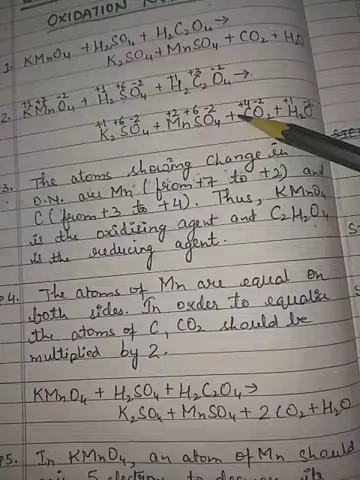 OXIDATION
1. KMnO₄ + H₂SO₄ + H₂C₂O₄ →
K₂SO₄ + MnSO₄ + CO₂ + H₂O
2. +1 +7 -2 +1 +6 -2 +1 +3 -2
KMnO₄ + H₂SO₄ + H₂C₂O₄ →
+1 +6 -2 +2 +6 -2 +4 -2 +1 -2
K₂SO₄ + MnSO₄ + CO₂ + H₂O
3. The atoms showing change in
O.N. are Mn (from +7 to +2) and
C (from +3 to +4). Thus, KMnO₄
is the oxidising agent and C₂H₂O₄
is the reducing agent.
p4. The atoms of Mn are equal on
both sides. In order to equalise
the atoms of C, CO₂ should be
multiplied by 2.
KMnO₄ + H₂SO₄ + H₂C₂O₄ →
K₂SO₄ + MnSO₄ + 2CO₂ + H₂O
p5. In KMnO₄, an atom of Mn should